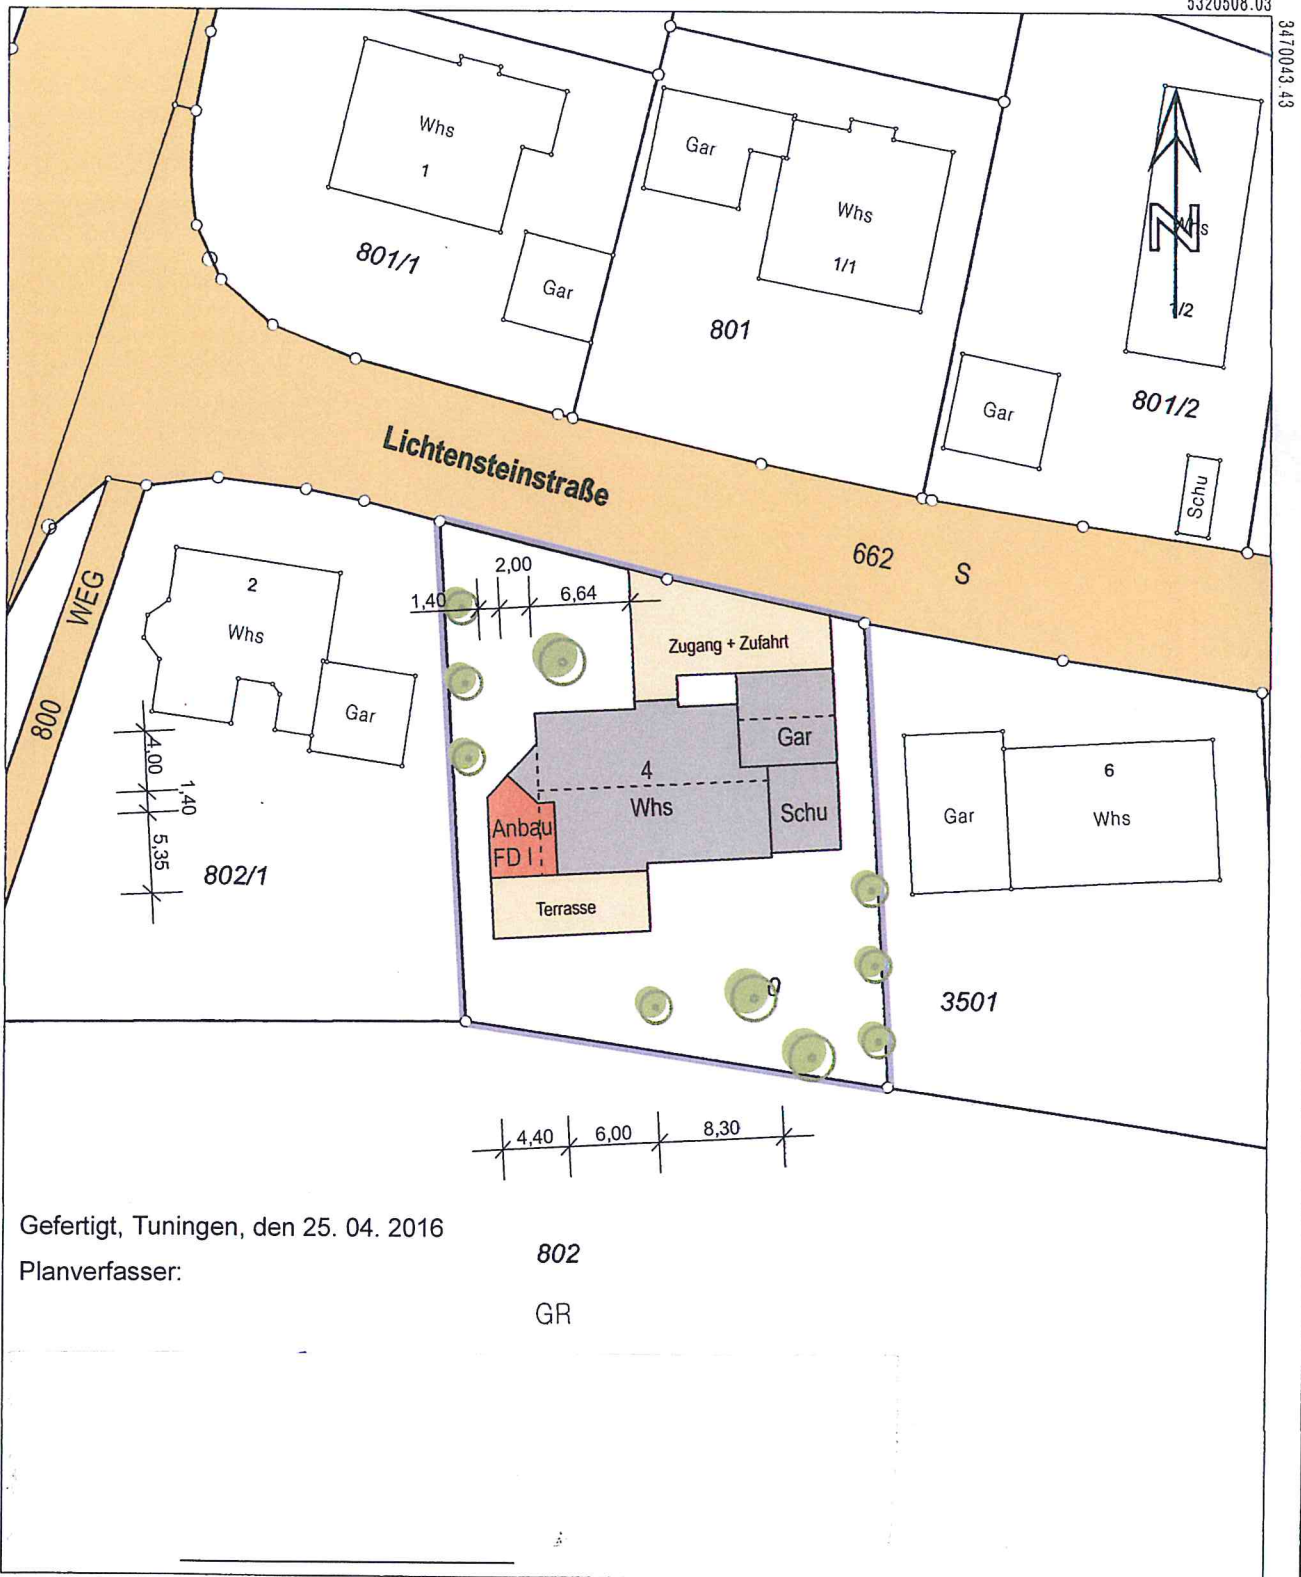 5320508.03
3470043.43
Whs
1
801/1
Gar
Gar
Whs
1/1
801
Whs
1/2
801/2
Gar
Schu
Lichtensteinstraße
662 S
WEG
800
2
Whs
Gar
4,00
1,40
5,35
802/1
1,40
2,00
6,64
Zugang + Zufahrt
Gar
4
Whs
Schu
Anbau
FD I
Terrasse
6
Gar
Whs
3501
4,40
6,00
8,30
Gefertigt, Tuningen, den 25. 04. 2016
Planverfasser:
802
GR